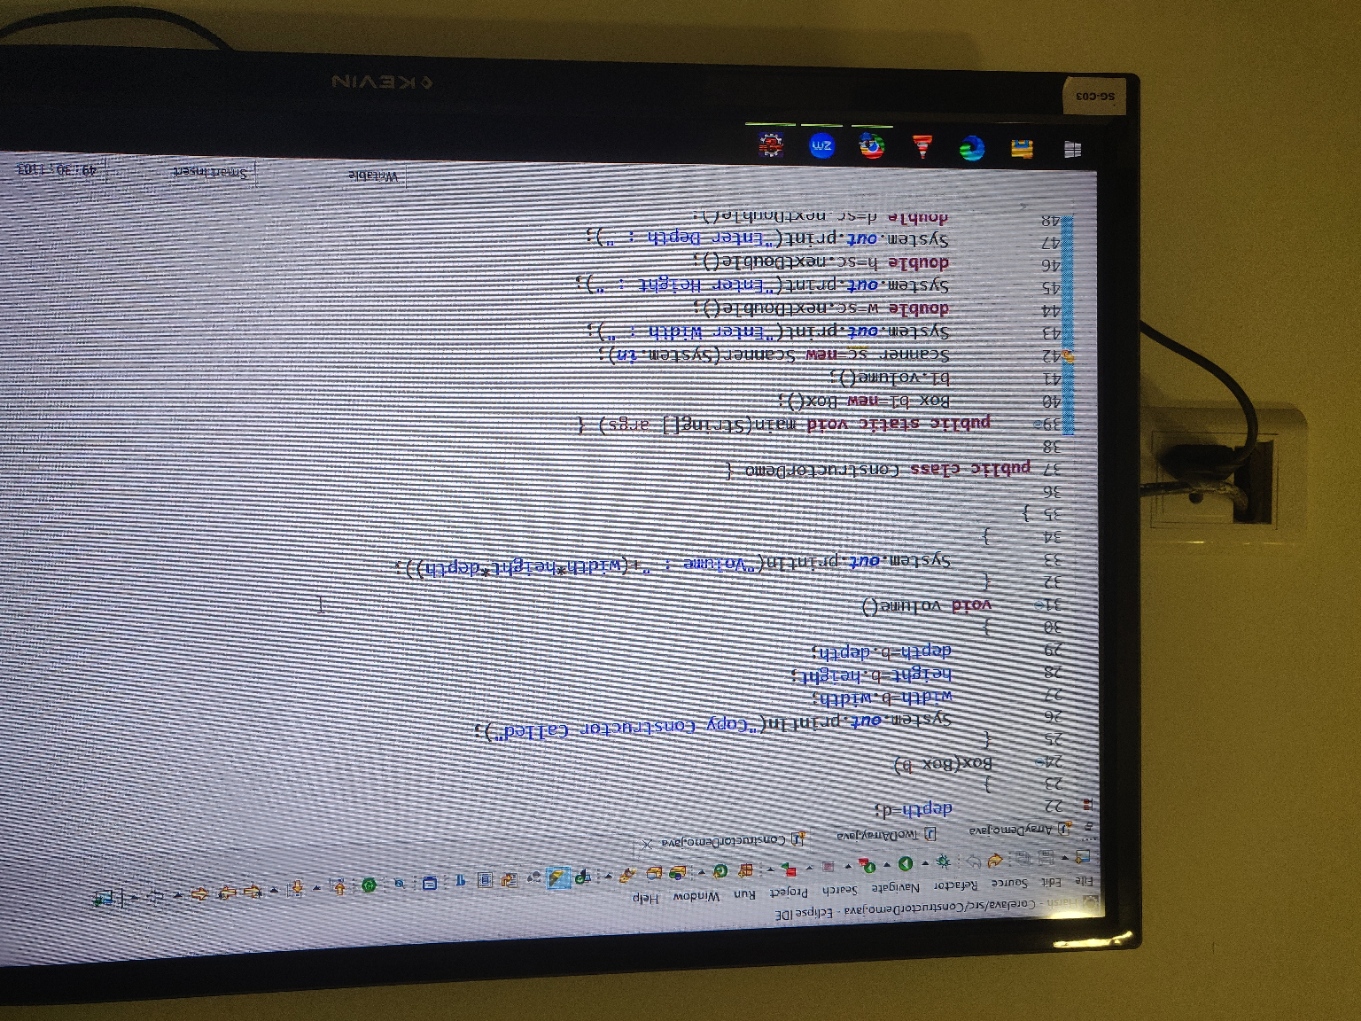 - CoreJava/src/ConstructorDemo.java - Eclipse IDE
File Edit Source Refactor Navigate Search Project Run Window Help
ArrayDemo.java TwoDArray.java ConstructorDemo.java
22 depth=d;
23 }
24 Box(Box b)
25 {
26 System.out.println("Copy Constructor Called");
27 width=b.width;
28 height=b.height;
29 depth=b.depth;
30 }
31 void volume()
32 {
33 System.out.println("Volume : "+(width*height*depth));
34 }
35 }
36
37 public class ConstructorDemo {
38
39 public static void main(String[] args) {
40 Box b1=new Box();
41 b1.volume();
42 Scanner sc=new Scanner(System.in);
43 System.out.print("Enter Width : ");
44 double w=sc.nextDouble();
45 System.out.print("Enter Height : ");
46 double h=sc.nextDouble();
47 System.out.print("Enter Depth : ");
48 double d=sc.nextDouble();
Writable Smart Insert 49 : 30 : 1103
zm
SG-C03
KEVIN